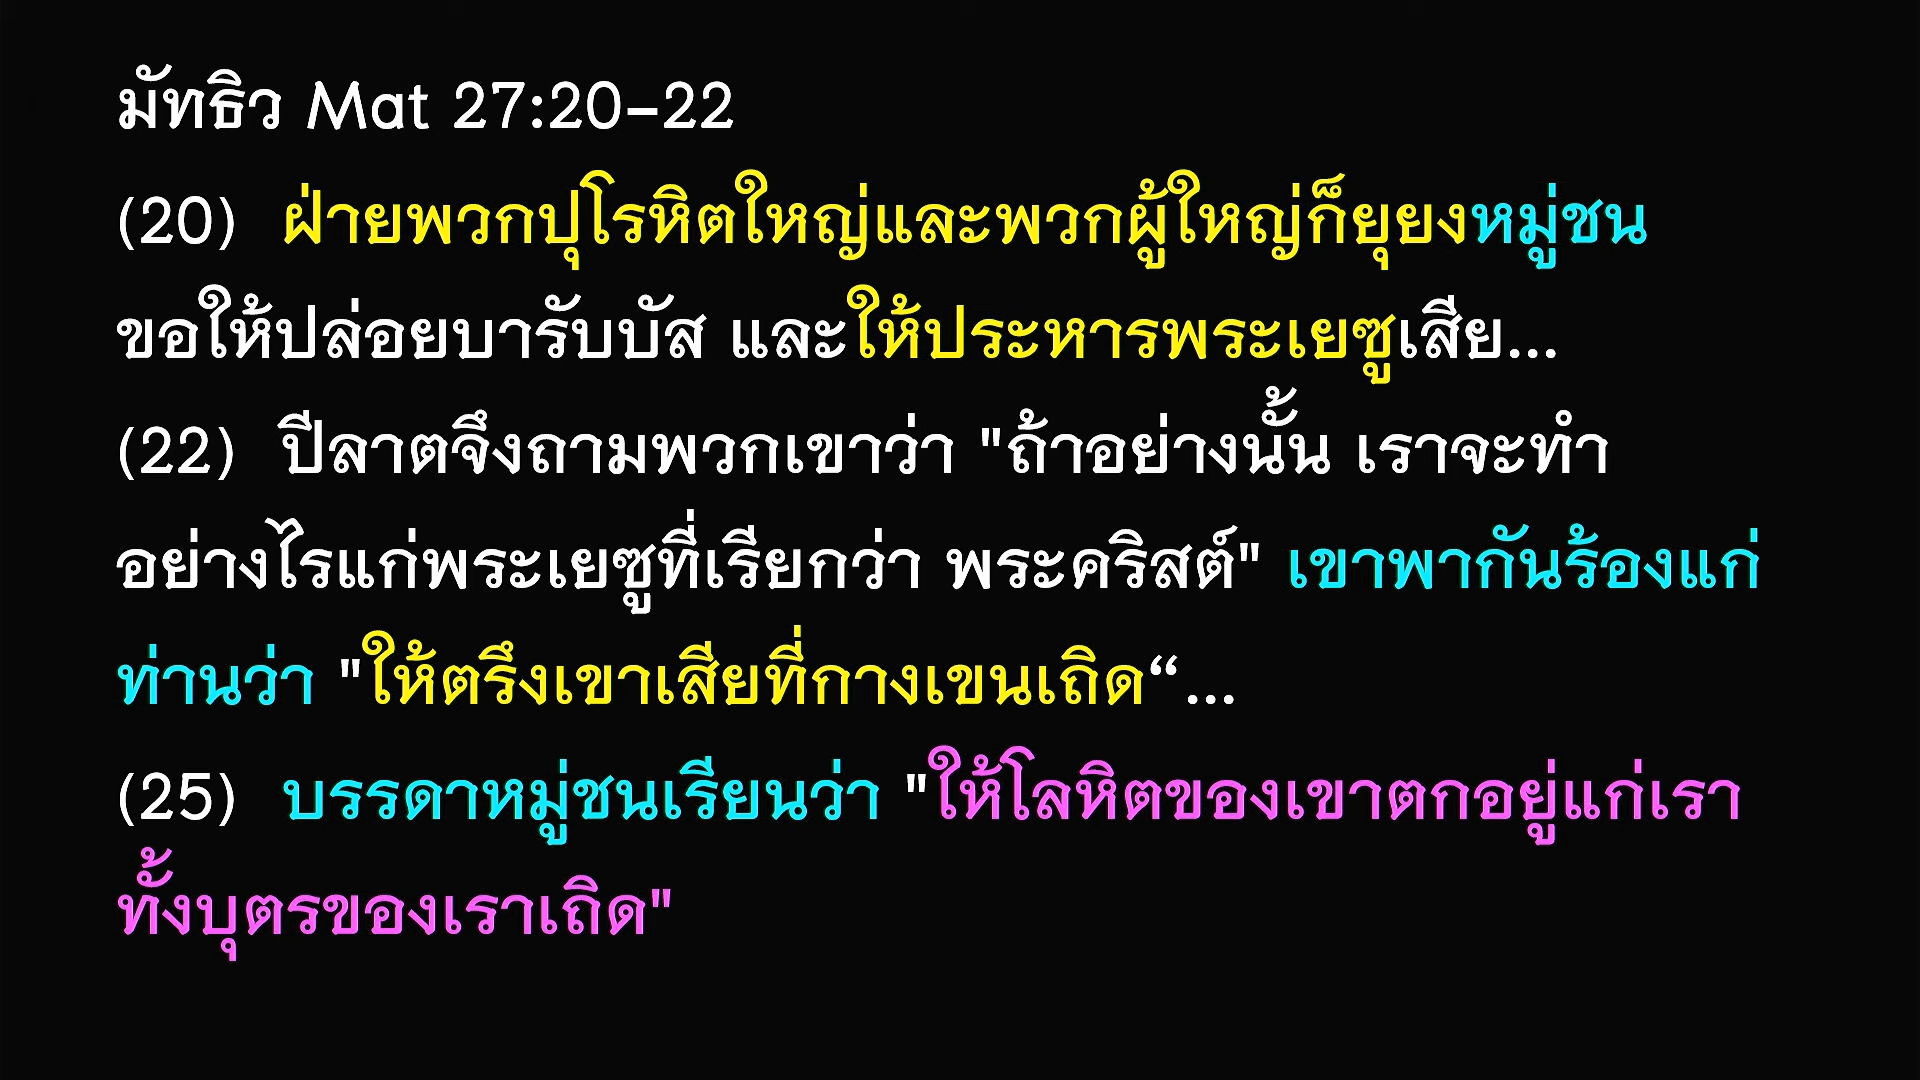 มัทธิว Mat 27:20-22
(20) ฝ่ายพวกปุโรหิตใหญ่และพวกผู้ใหญ่ก็ยุยงหมู่ชน
ขอให้ปล่อยบารับบัส และให้ประหารพระเยซูเสีย...
(22) ปีลาตจึงถามพวกเขาว่า "ถ้าอย่างนั้น เราจะทำ
อย่างไรแก่พระเยซูที่เรียกว่า พระคริสต์" เขาพากันร้องแก่
ท่านว่า "ให้ตรึงเขาเสียที่กางเขนเถิด“...
(25) บรรดาหมู่ชนเรียนว่า "ให้โลหิตของเขาตกอยู่แก่เรา
ทั้งบุตรของเราเถิด"